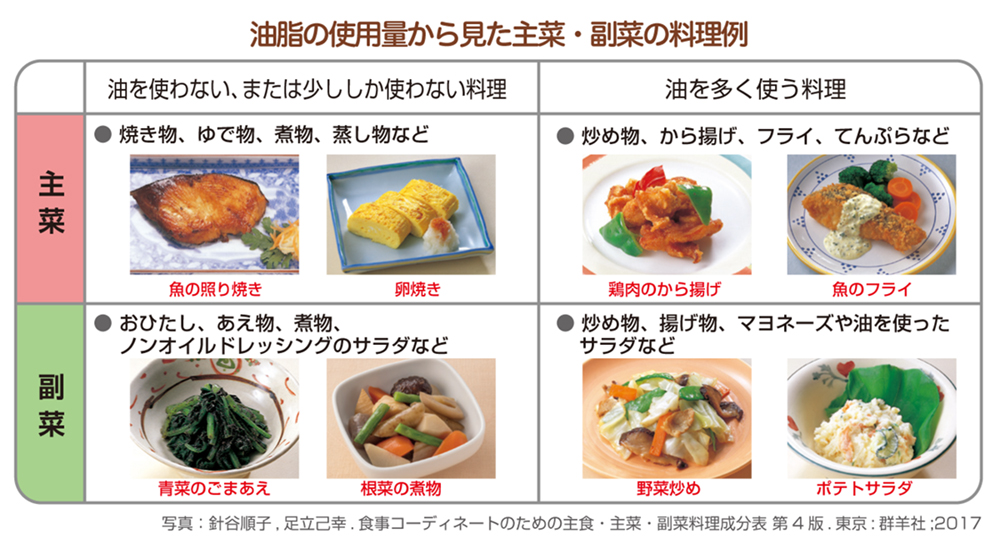 油脂の使用量から見た主菜・副菜の料理例
油を使わない、または少ししか使わない料理
油を多く使う料理
主菜
● 焼き物、ゆで物、煮物、蒸し物など
魚の照り焼き
卵焼き
● 炒め物、から揚げ、フライ、てんぷらなど
鶏肉のから揚げ
魚のフライ
副菜
● おひたし、あえ物、煮物、
ノンオイルドレッシングのサラダなど
青菜のごまあえ
根菜の煮物
● 炒め物、揚げ物、マヨネーズや油を使った
サラダなど
野菜炒め
ポテトサラダ
写真：針谷順子，足立己幸．食事コーディネートのための主食・主菜・副菜料理成分表 第4版．東京：群羊社;2017